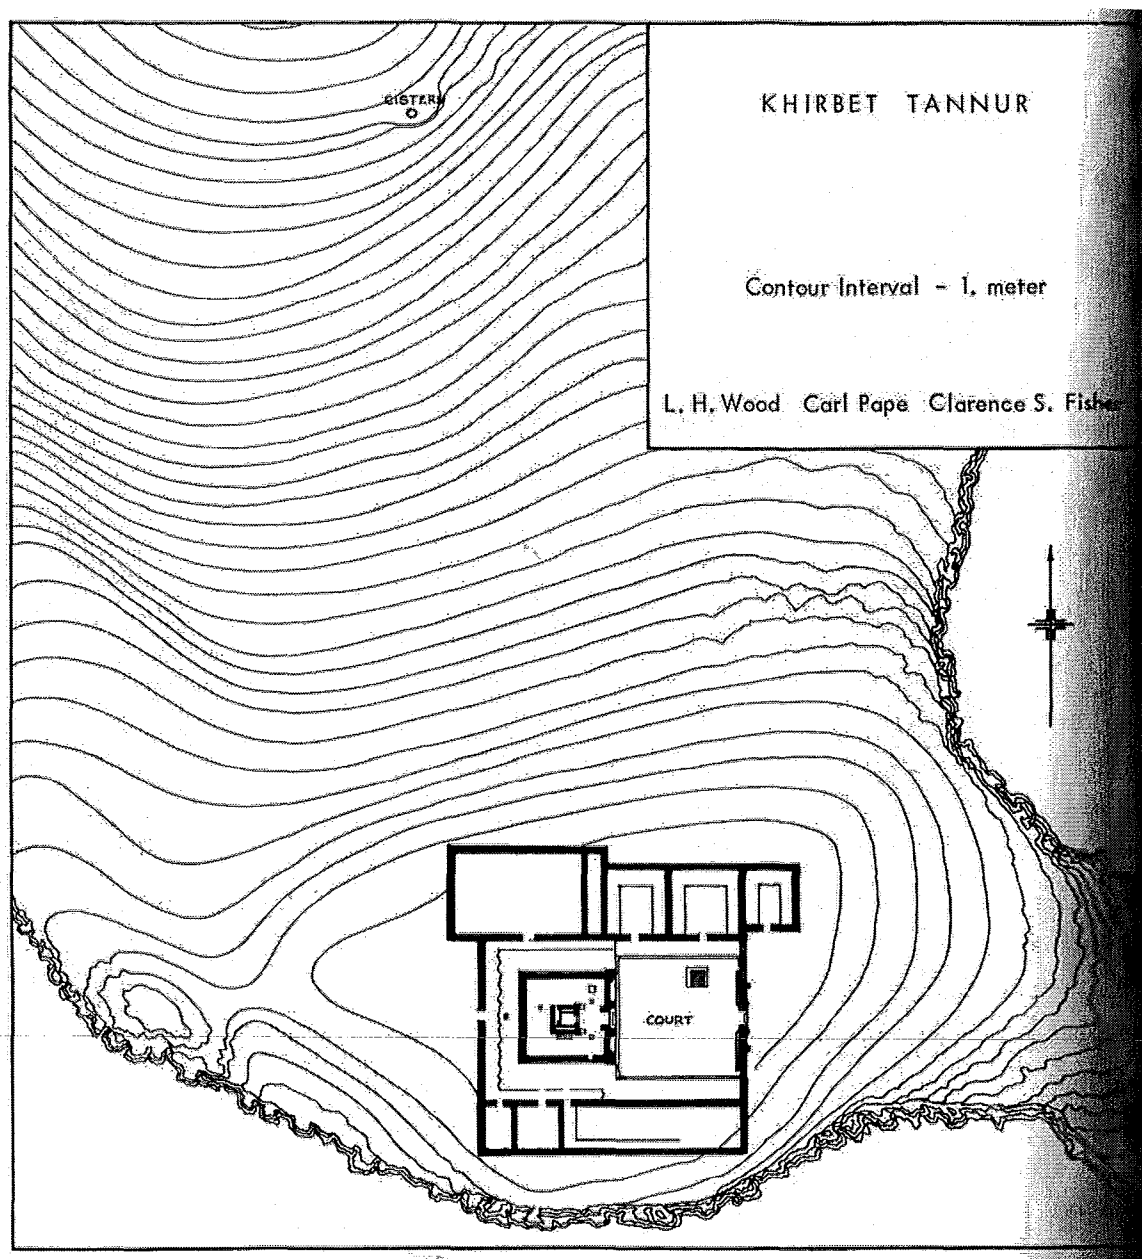 CISTERN
KHIRBET TANNUR
Contour Interval - 1. meter
L. H. Wood Carl Pape Clarence S. Fisher
COURT